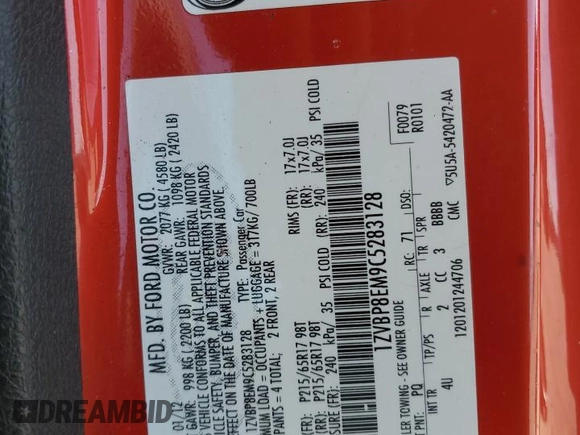 MFD. BY FORD MOTOR CO.
01/12 GVWR: 2077 KG ( 4580 LB)
GAWR: 998 KG ( 2200 LB) REAR GAWR: 1098 KG ( 2420 LB)
VEHICLE CONFORMS TO ALL APPLICABLE FEDERAL MOTOR
VEHICLE SAFETY, BUMPER, AND THEFT PREVENTION STANDARDS
EFFECT ON THE DATE OF MANUFACTURE SHOWN ABOVE.
1ZVBP8EM9C5283128 TYPE: Passenger Car
LOAD = OCCUPANTS + LUGGAGE = 317KG/ 700LB
= 4 TOTAL; 2 FRONT, 2 REAR
P215/65R17 98T RIMS (FR): 17x7.0J
P215/65R17 98T (RR): 17x7.0J
PRESSURE (FR): 240 kPa/ 35 PSI COLD (RR): 240 kPa/ 35 PSI COLD
1ZVBP8EM9C5283128
TOWING - SEE OWNER GUIDE
F0079
R0101
PNT: PQ RC: 71 DSO:
INT TR TP/PS R AXLE TR SPR
4U 2 CC 3 BBBB
1201201244706 CMC
▽5U5A-5420472-AA
DREAMBID